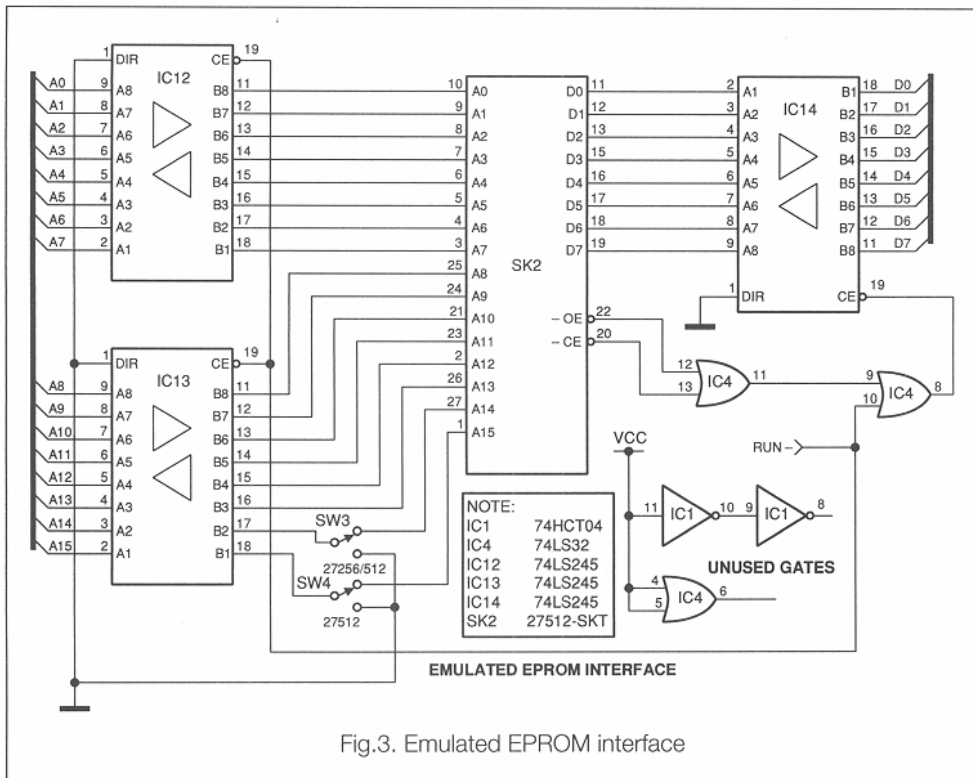 1 DIR CE 19
IC12
A0 9 A8 B8 11
A1 8 A7 B7 12
A2 7 A6 B6 13
A3 6 A5 B5 14
A4 5 A4 B4 15
A5 4 A3 B3 16
A6 3 A2 B2 17
A7 2 A1 B1 18
1 DIR CE 19
IC13
A8 9 A8 B8 11
A9 8 A7 B7 12
A10 7 A6 B6 13
A11 6 A5 B5 14
A12 5 A4 B4 15
A13 4 A3 B3 16
A14 3 A2 B2 17
A15 2 A1 B1 18
SW3
27256/512
SW4
27512
10 A0 D0 11
9 A1 D1 12
8 A2 D2 13
7 A3 D3 15
6 A4 D4 16
5 A5 D5 17
4 A6 D6 18
3 A7 D7 19
SK2
25 A8
24 A9
21 A10
23 A11
2 A12
26 A13
27 A14
1 A15
– OE 22
– CE 20
2 A1 B1 18 D0
IC14
3 A2 B2 17 D1
4 A3 B3 16 D2
5 A4 B4 15 D3
6 A5 B5 14 D4
7 A6 B6 13 D5
8 A7 B7 12 D6
9 A8 B8 11 D7
1 DIR CE 19
12
13 IC4 11
9
10 IC4 8
RUN –
VCC
11 IC1 10 9 IC1 8
UNUSED GATES
4
5 IC4 6
NOTE:
IC1 74HCT04
IC4 74LS32
IC12 74LS245
IC13 74LS245
IC14 74LS245
SK2 27512-SKT
EMULATED EPROM INTERFACE
Fig.3. Emulated EPROM interface